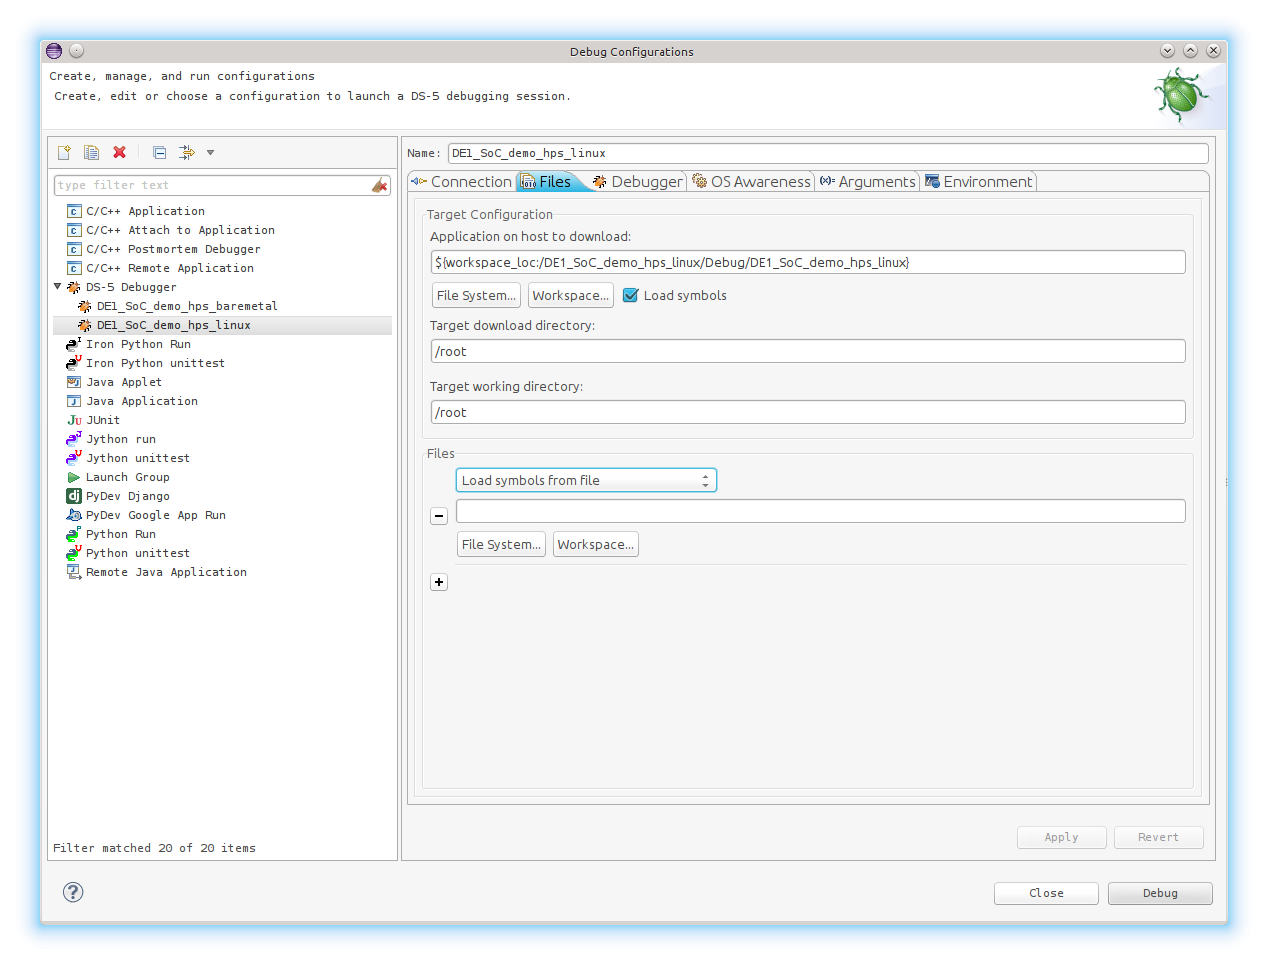 Debug Configurations
Create, manage, and run configurations
Create, edit or choose a configuration to launch a DS-5 debugging session.
type filter text
C/C++ Application
C/C++ Attach to Application
C/C++ Postmortem Debugger
C/C++ Remote Application
DS-5 Debugger
DE1_SoC_demo_hps_baremetal
DE1_SoC_demo_hps_linux
Iron Python Run
Iron Python unittest
Java Applet
Java Application
JUnit
Jython run
Jython unittest
Launch Group
PyDev Django
PyDev Google App Run
Python Run
Python unittest
Remote Java Application
Filter matched 20 of 20 items
Name: DE1_SoC_demo_hps_linux
Connection Files Debugger OS Awareness Arguments Environment
Target Configuration
Application on host to download:
${workspace_loc:/DE1_SoC_demo_hps_linux/Debug/DE1_SoC_demo_hps_linux}
File System... Workspace... Load symbols
Target download directory:
/root
Target working directory:
/root
Files
Load symbols from file
File System... Workspace...
Apply Revert
Close Debug